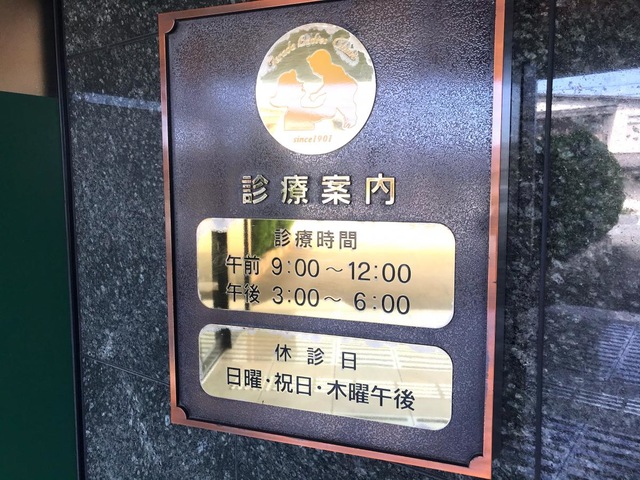 since1901
診療案内
診療時間
午前 9:00～12:00
午後 3:00～ 6:00
休診日
日曜・祝日・木曜午後